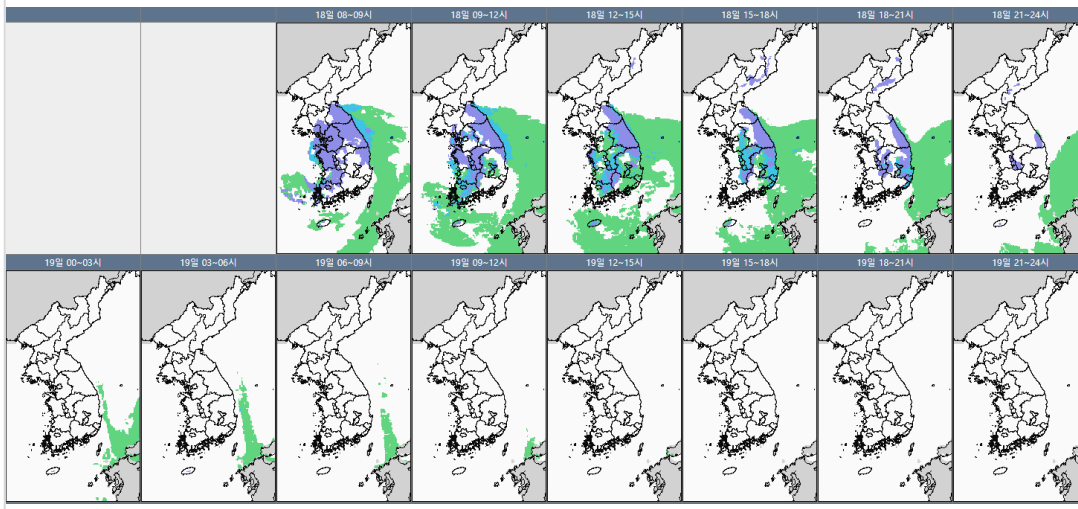 18일 08~09시
18일 09~12시
18일 12~15시
18일 15~18시
18일 18~21시
18일 21~24시
19일 00~03시
19일 03~06시
19일 06~09시
19일 09~12시
19일 12~15시
19일 15~18시
19일 18~21시
19일 21~24시